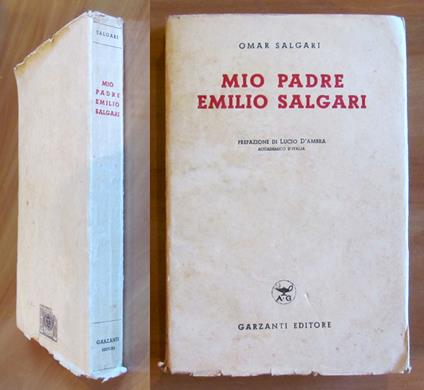 SALGARI
MIO
PADRE
EMILIO
SALGARI
GARZANTI
EDITORE
OMAR SALGARI
MIO PADRE
EMILIO SALGARI
PREFAZIONE DI LUCIO D'AMBRA
ACCADEMICO D'ITALIA
A·G
GARZANTI EDITORE